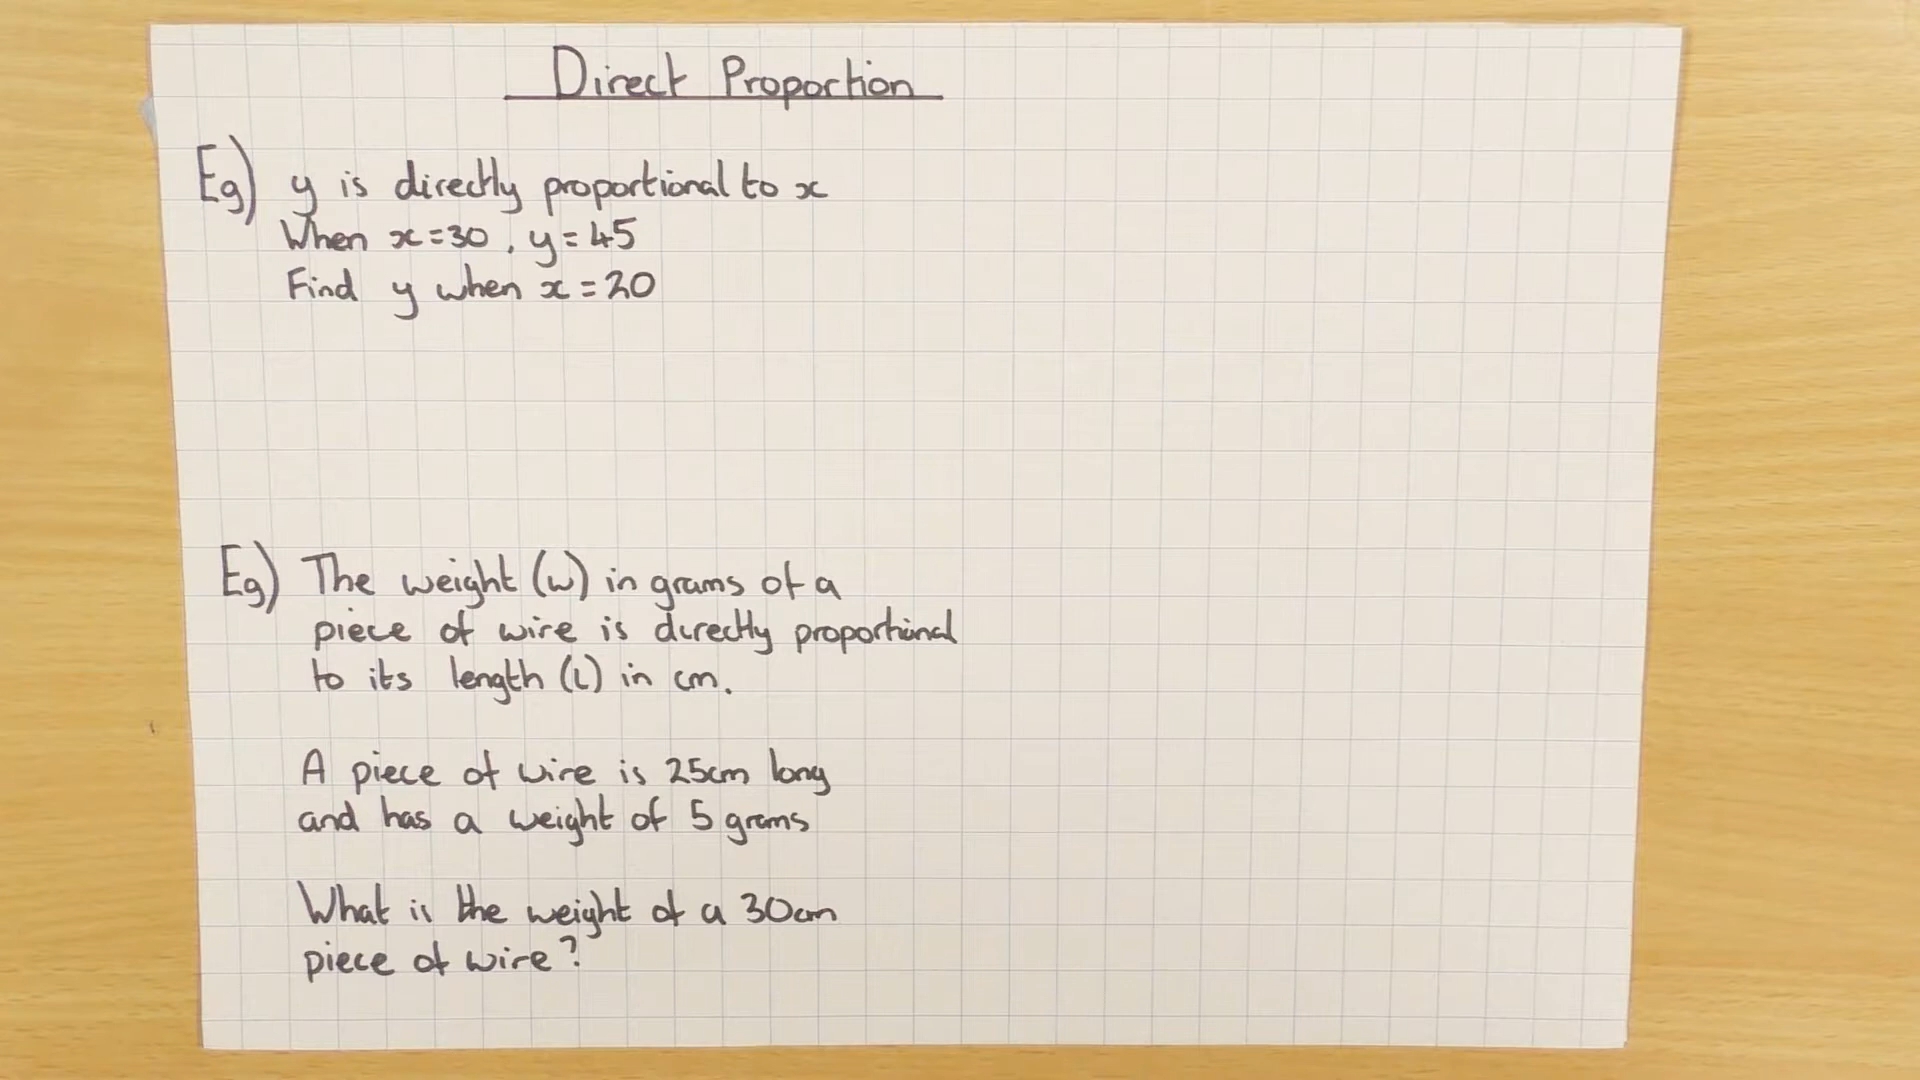 Direct Proportion
Eg) y is directly proportional to x
When x=30, y=45
Find y when x=20
Eg) The weight (w) in grams of a
piece of wire is directly proportional
to its length (L) in cm.
A piece of wire is 25cm long
and has a weight of 5 grams
What is the weight of a 30cm
piece of wire?